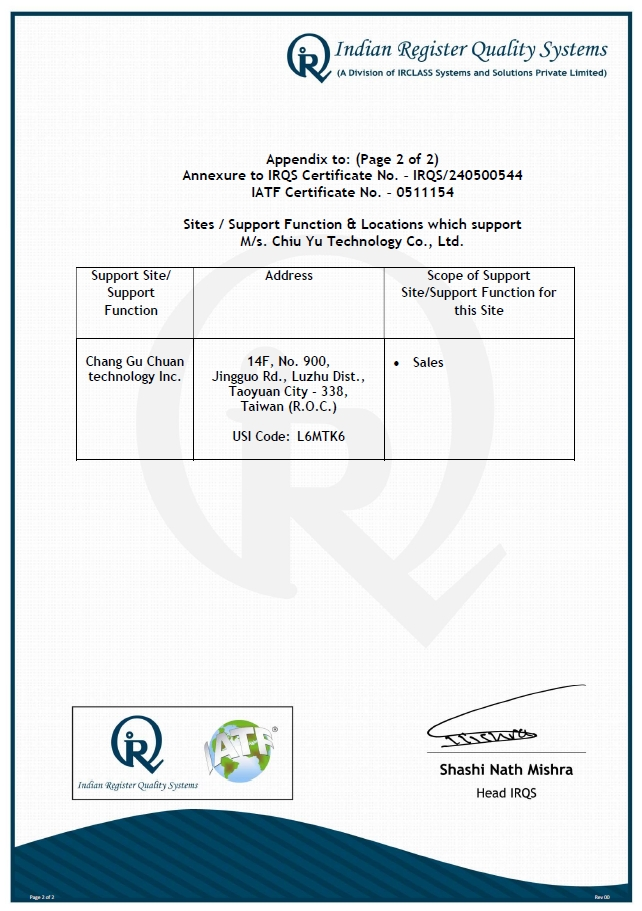 Indian Register Quality Systems
(A Division of IRCLASS Systems and Solutions Private Limited)
Appendix to: (Page 2 of 2)
Annexure to IRQS Certificate No. – IRQS/240500544
IATF Certificate No. – 0511154
Sites / Support Function & Locations which support
M/s. Chiu Yu Technology Co., Ltd.
Support Site/
Support
Function
Address
Scope of Support
Site/Support Function for
this Site
Chang Gu Chuan
technology Inc.
14F, No. 900,
Jingguo Rd., Luzhu Dist.,
Taoyuan City – 338,
Taiwan (R.O.C.)
USI Code: L6MTK6
• Sales
IR
Indian Register Quality Systems
IATF®
Mishra
Shashi Nath Mishra
Head IRQS
Page 2 of 2
Rev 00